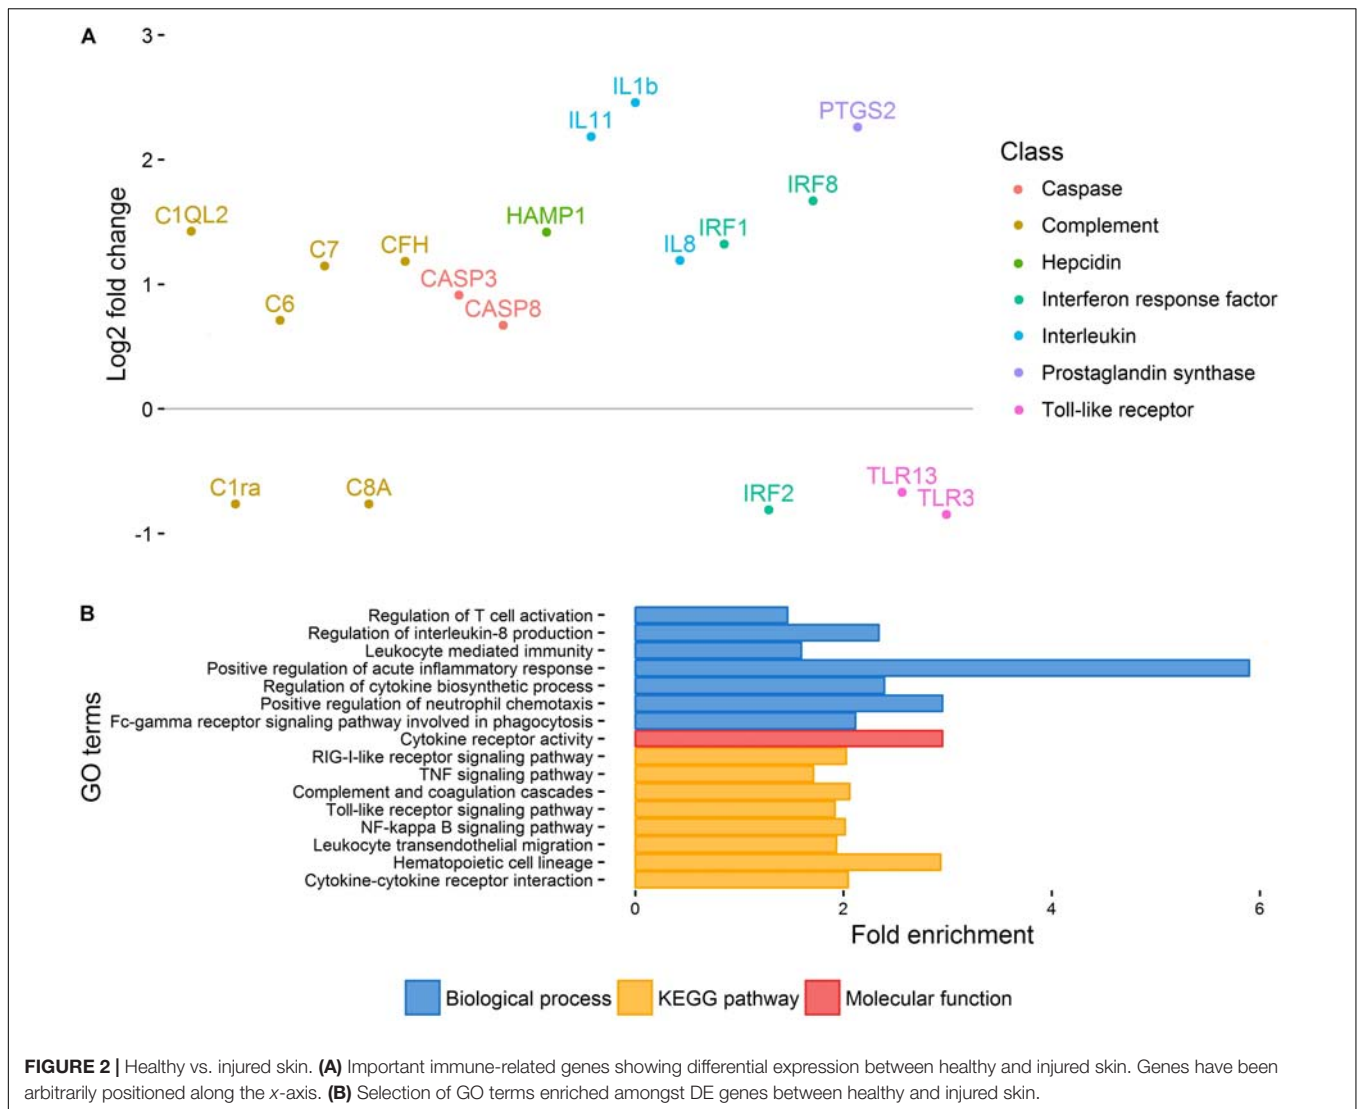 A
3
IL1b
PTGS2
IL11
2
IRF8
C1QL2
HAMP1
IRF1
C7
CFH
IL8
CASP3
1
C6
CASP8
Log2 fold change
0
TLR13
C1ra
C8A
IRF2
TLR3
-1
Class
Caspase
Complement
Hepcidin
Interferon response factor
Interleukin
Prostaglandin synthase
Toll-like receptor
B
GO terms
Regulation of T cell activation
Regulation of interleukin-8 production
Leukocyte mediated immunity
Positive regulation of acute inflammatory response
Regulation of cytokine biosynthetic process
Positive regulation of neutrophil chemotaxis
Fc-gamma receptor signaling pathway involved in phagocytosis
Cytokine receptor activity
RIG-I-like receptor signaling pathway
TNF signaling pathway
Complement and coagulation cascades
Toll-like receptor signaling pathway
NF-kappa B signaling pathway
Leukocyte transendothelial migration
Hematopoietic cell lineage
Cytokine-cytokine receptor interaction
0 2 4 6
Fold enrichment
Biological process KEGG pathway Molecular function
FIGURE 2 | Healthy vs. injured skin. (A) Important immune-related genes showing differential expression between healthy and injured skin. Genes have been
arbitrarily positioned along the x-axis. (B) Selection of GO terms enriched amongst DE genes between healthy and injured skin.